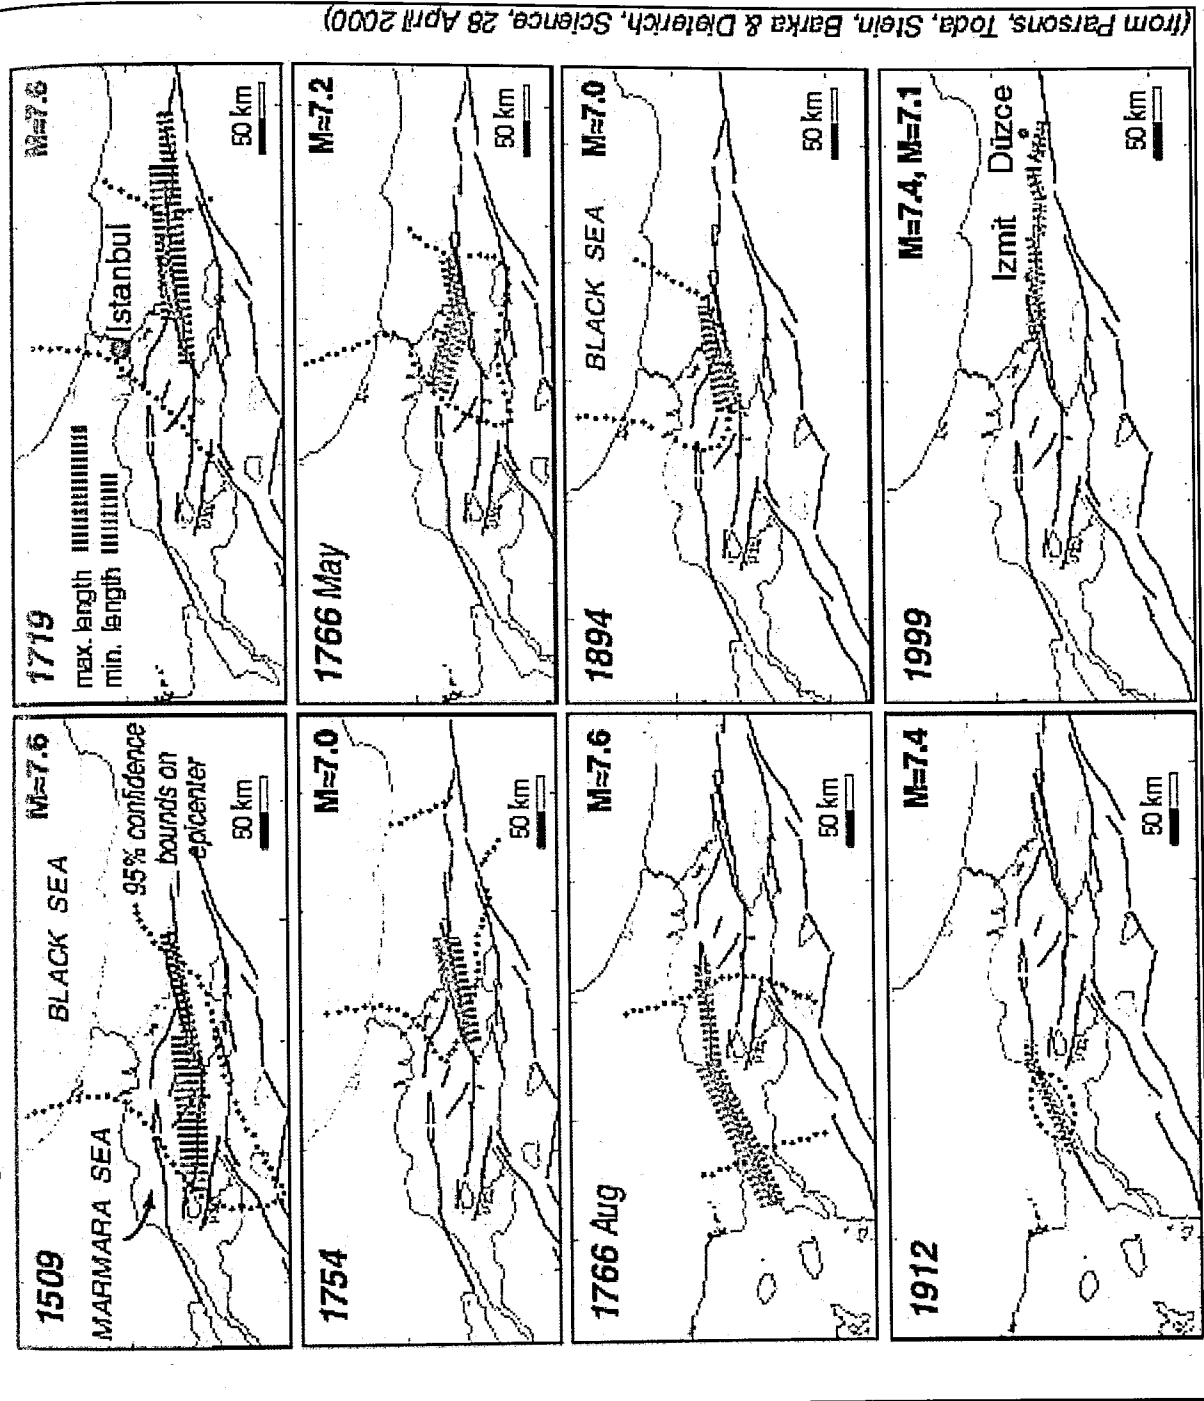 (from Parsons, Toda, Stein, Barka & Dieterich, Science, 28 April 2000)
1509
M≈7.6
BLACK SEA
MARMARA SEA
95% confidence
bounds on
epicenter
50 km
1719
M≈7.6
max. length
min. length
Istanbul
50 km
1754
M≈7.0
50 km
1766 May
M≈7.2
50 km
1766 Aug
M≈7.6
50 km
1894
M≈7.0
BLACK SEA
50 km
1912
M=7.4
50 km
1999
M=7.4, M=7.1
Izmit
Düzce
50 km